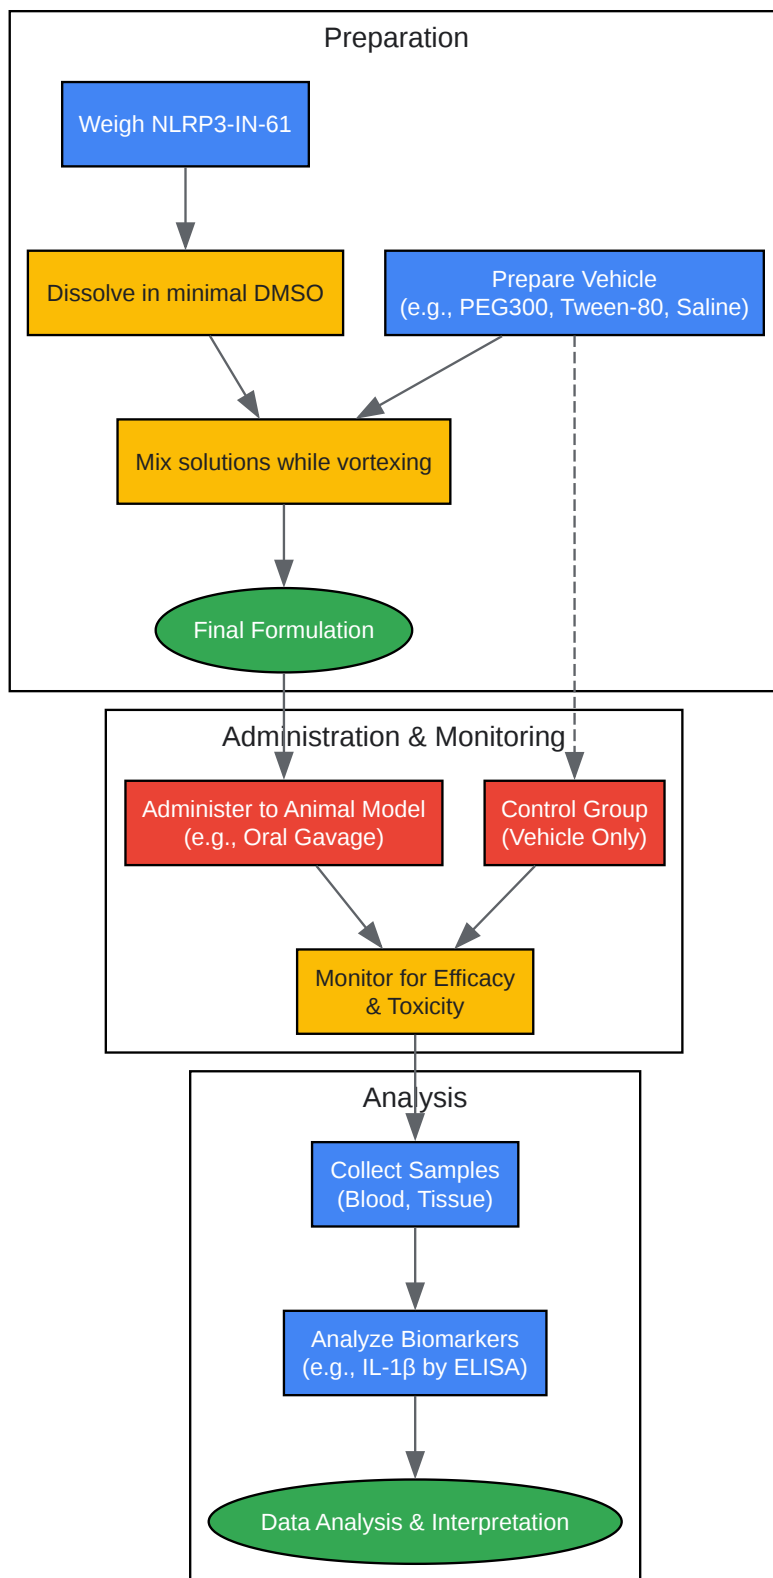 Preparation
Weigh NLRP3-IN-61
Dissolve in minimal DMSO
Prepare Vehicle
(e.g., PEG300, Tween-80, Saline)
Mix solutions while vortexing
Final Formulation
Administration & Monitoring
Administer to Animal Model
(e.g., Oral Gavage)
Control Group
(Vehicle Only)
Monitor for Efficacy
& Toxicity
Analysis
Collect Samples
(Blood, Tissue)
Analyze Biomarkers
(e.g., IL-1β by ELISA)
Data Analysis & Interpretation